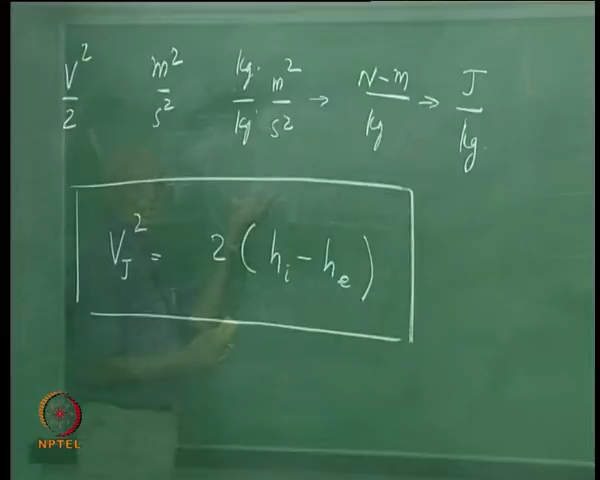 V²/2 m²/s² kg/kg m²/s² → N-m/kg ⇒ J/kg.
V_J² = 2(h_i - h_e)
NPTEL